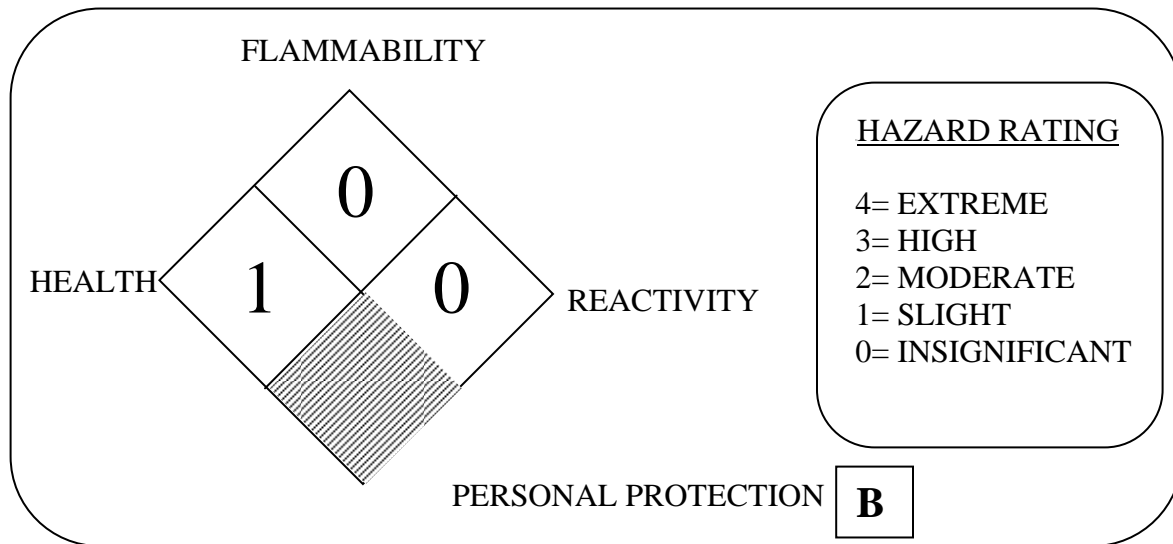 FLAMMABILITY
0
HEALTH
1
0
REACTIVITY
HAZARD RATING
4= EXTREME
3= HIGH
2= MODERATE
1= SLIGHT
0= INSIGNIFICANT
PERSONAL PROTECTION B